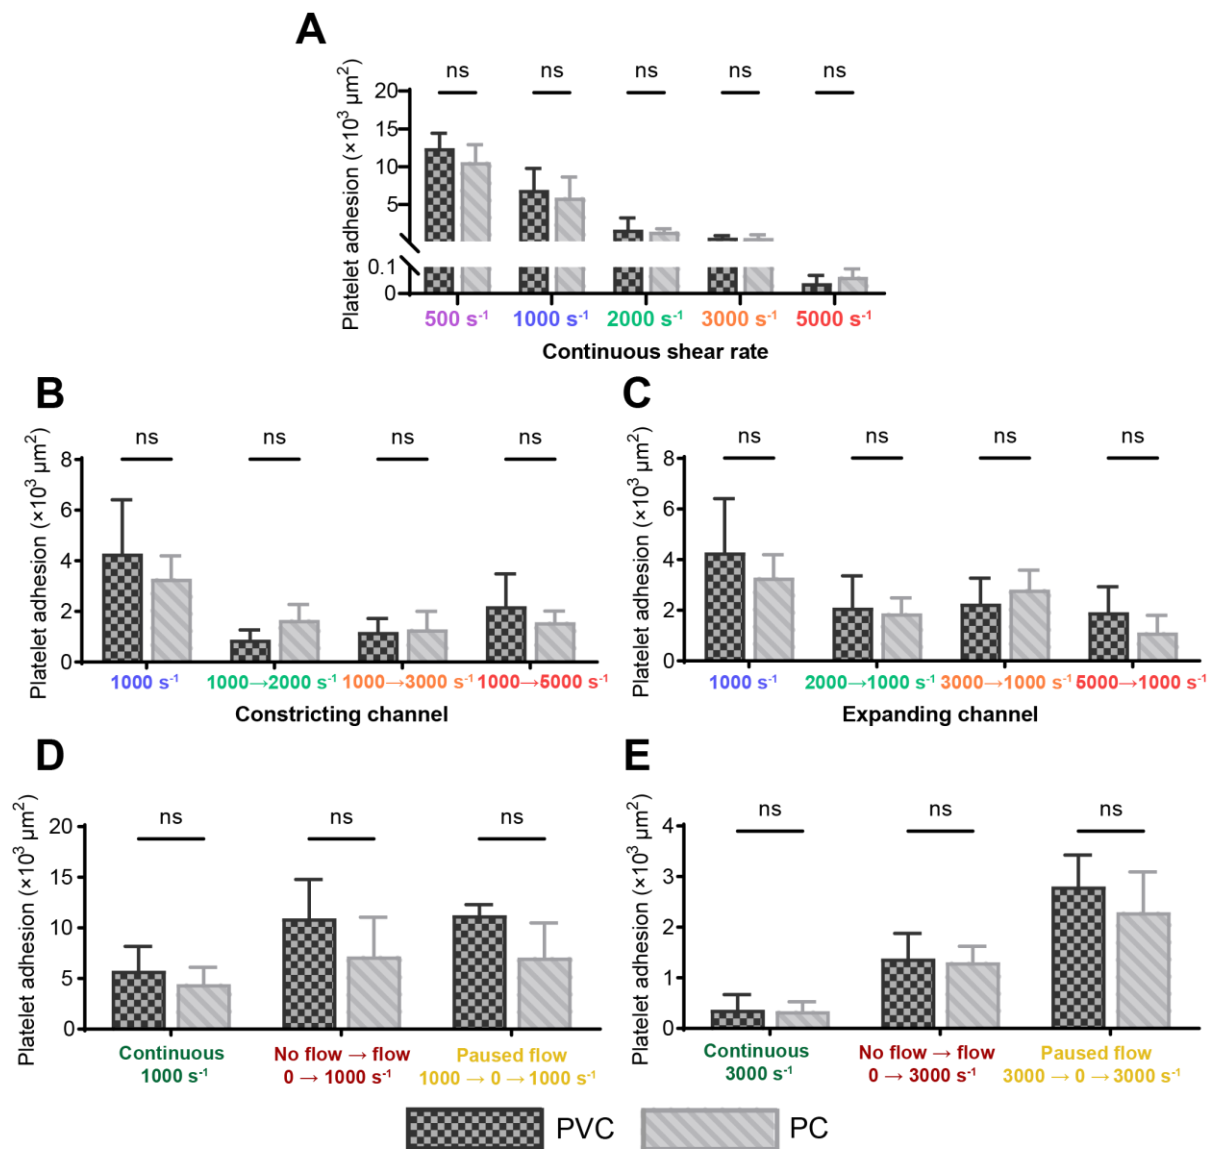 A
ns ns ns ns ns
Platelet adhesion (×10³ µm²)
20
15
10
5
0.1
0
500 s⁻¹ 1000 s⁻¹ 2000 s⁻¹ 3000 s⁻¹ 5000 s⁻¹
Continuous shear rate
B
ns ns ns ns
Platelet adhesion (×10³ µm²)
8
6
4
2
0
1000 s⁻¹ 1000→2000 s⁻¹ 1000→3000 s⁻¹ 1000→5000 s⁻¹
Constricting channel
C
ns ns ns ns
Platelet adhesion (×10³ µm²)
8
6
4
2
0
1000 s⁻¹ 2000→1000 s⁻¹ 3000→1000 s⁻¹ 5000→1000 s⁻¹
Expanding channel
D
ns ns ns
Platelet adhesion (×10³ µm²)
20
15
10
5
0
Continuous No flow → flow Paused flow
1000 s⁻¹ 0 → 1000 s⁻¹ 1000 → 0 → 1000 s⁻¹
E
ns ns ns
Platelet adhesion (×10³ µm²)
4
3
2
1
0
Continuous No flow → flow Paused flow
3000 s⁻¹ 0 → 3000 s⁻¹ 3000 → 0 → 3000 s⁻¹
PVC PC